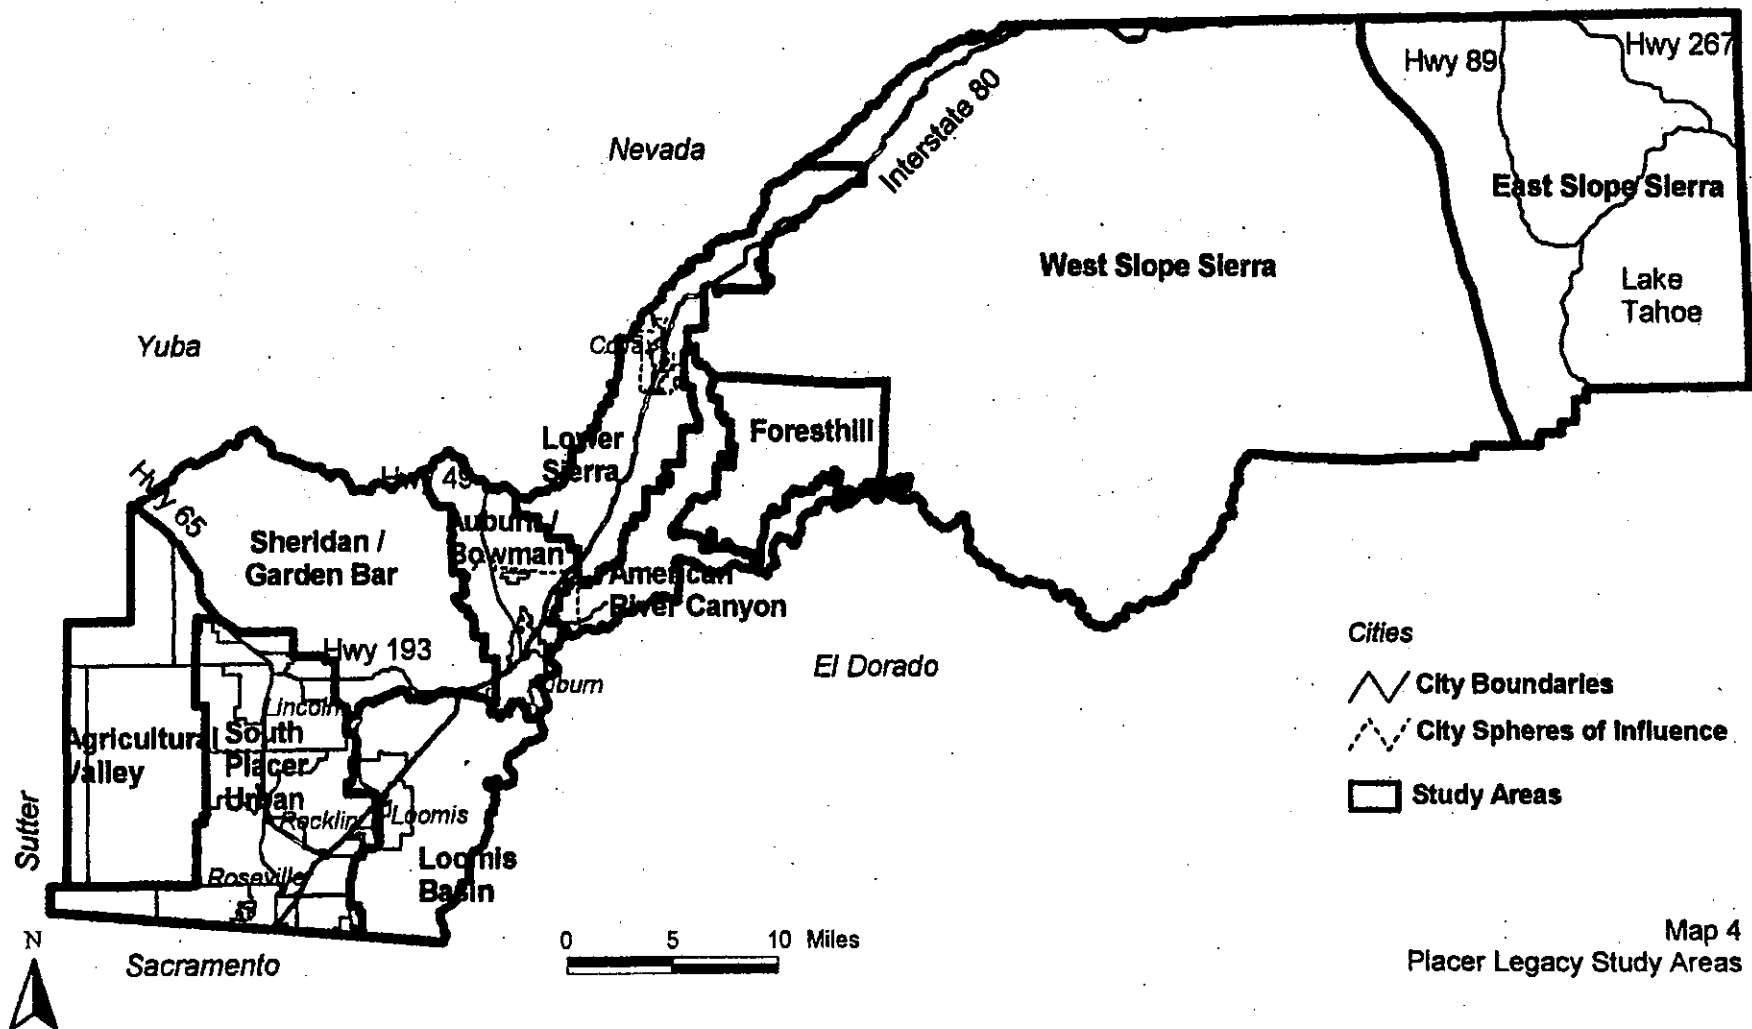 Hwy 267
Hwy 89
Interstate 80
Nevada
East Slope Sierra
West Slope Sierra
Lake
Tahoe
Yuba
Colfax
Foresthill
Lower
Sierra
Hwy 49
Hwy 65
Auburn /
Bowman
Sheridan /
Garden Bar
American
River Canyon
Hwy 193
El Dorado
Auburn
Lincoln
Agricultural
Valley
South
Placer
Urban
Rocklin
Loomis
Sutter
Loomis
Basin
Roseville
Cities
City Boundaries
City Spheres of Influence
Study Areas
N
Sacramento
0 5 10 Miles
Map 4
Placer Legacy Study Areas